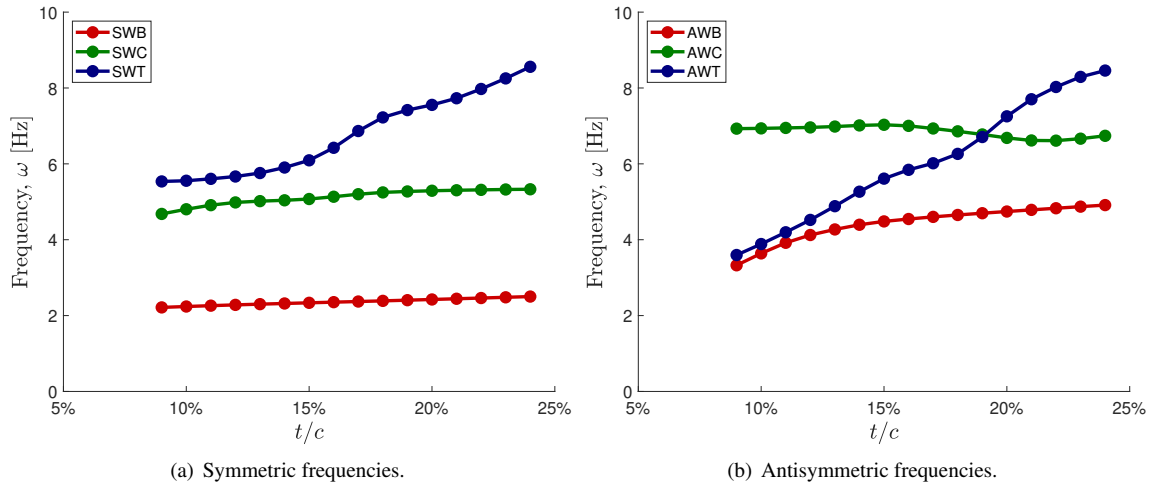 10
8
6
4
2
0
Frequency, ω [Hz]
SWB
SWC
SWT
5%
10%
15%
20%
25%
t/c
(a) Symmetric frequencies.
10
8
6
4
2
0
Frequency, ω [Hz]
AWB
AWC
AWT
5%
10%
15%
20%
25%
t/c
(b) Antisymmetric frequencies.